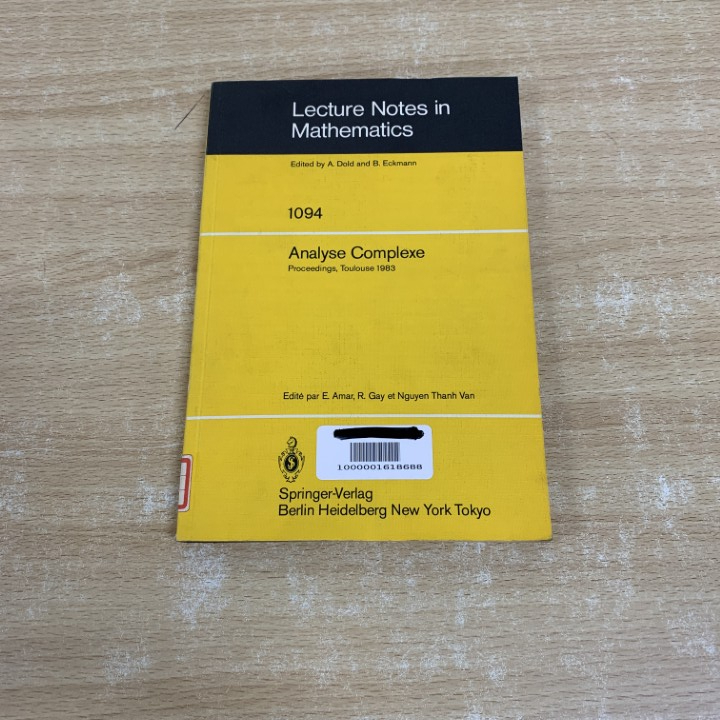 Lecture Notes in
Mathematics
Edited by A. Dold and B. Eckmann
1094
Analyse Complexe
Proceedings, Toulouse 1983
Edité par E. Amar, R. Gay et Nguyen Thanh Van
1000001618688
Springer-Verlag
Berlin Heidelberg New York Tokyo